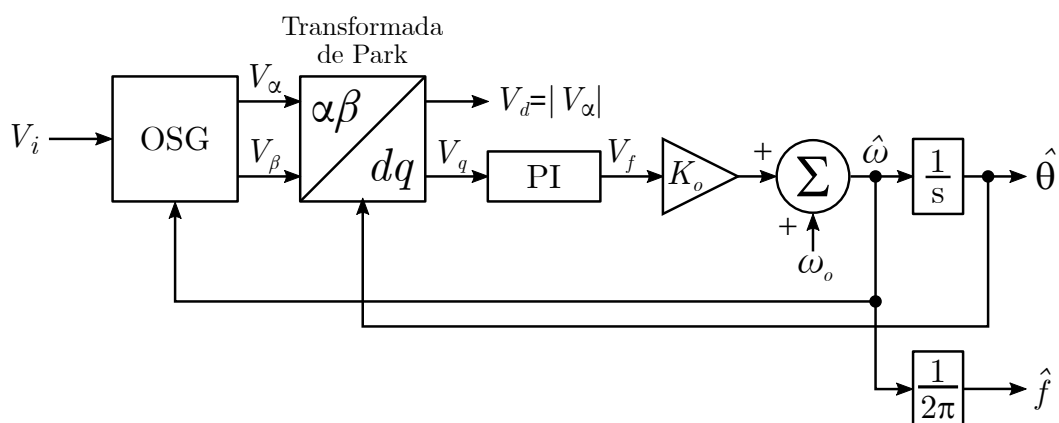 Transformada
de Park
V_i
OSG
V_α
V_β
αβ
dq
V_d=|V_α|
V_q
PI
V_f
K_o
+
Σ
+
ω_o
ω̂
1
s
θ̂
1
2π
f̂